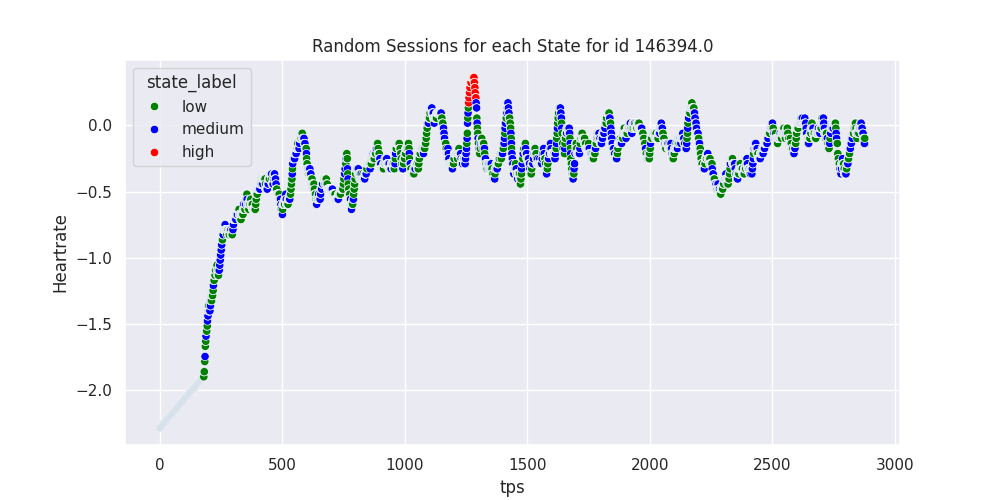 Random Sessions for each State for id 146394.0
state_label
low
medium
high
0.0
−0.5
−1.0
−1.5
−2.0
Heartrate
0 500 1000 1500 2000 2500 3000
tps